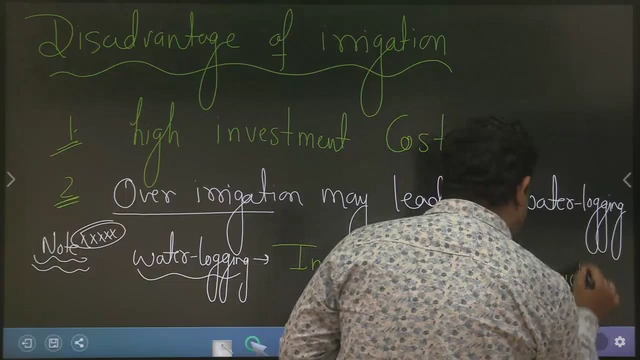 Disadvantage of irrigation
1. high investment Cost
2 Over irrigation may lead water-logging
Note xxxxx water-logging → In